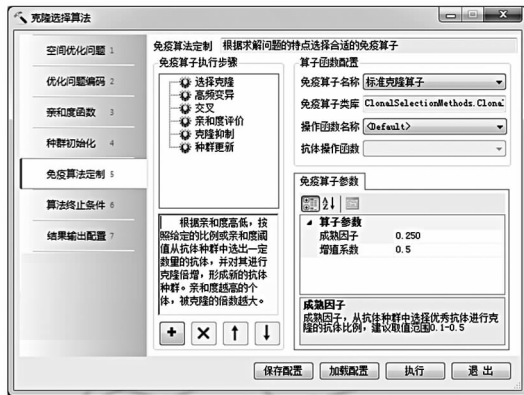 克隆选择算法
空间优化问题 1
优化问题编码 2
亲和度函数 3
种群初始化 4
免疫算法定制 5
算法终止条件 6
结果输出配置 7
免疫算法定制 根据求解问题的特点选择合适的免疫算子
免疫算法执行步骤
选择克隆
高频变异
交叉
亲和度评价
克隆抑制
种群更新
根据亲和度高低，按
照给定的比例或亲和度阈
值从抗体种群中选出一定
数量的抗体，并对其进行
克隆倍增，形成新的抗体
种群。亲和度越高的个
体，被克隆的倍数越大。
算子函数配置
免疫算子名称 标准克隆算子
免疫算子类库 ClonalSelectionMethods.Clonal
操作函数名称 <Default>
抗体操作函数
免疫算子参数
算子参数
成熟因子 0.250
增殖系数 0.5
成熟因子
成熟因子，从抗体种群中选择优秀抗体进行克
隆的抗体比例，建议取值范围0.1-0.5
保存配置 加载配置 执行 退 出